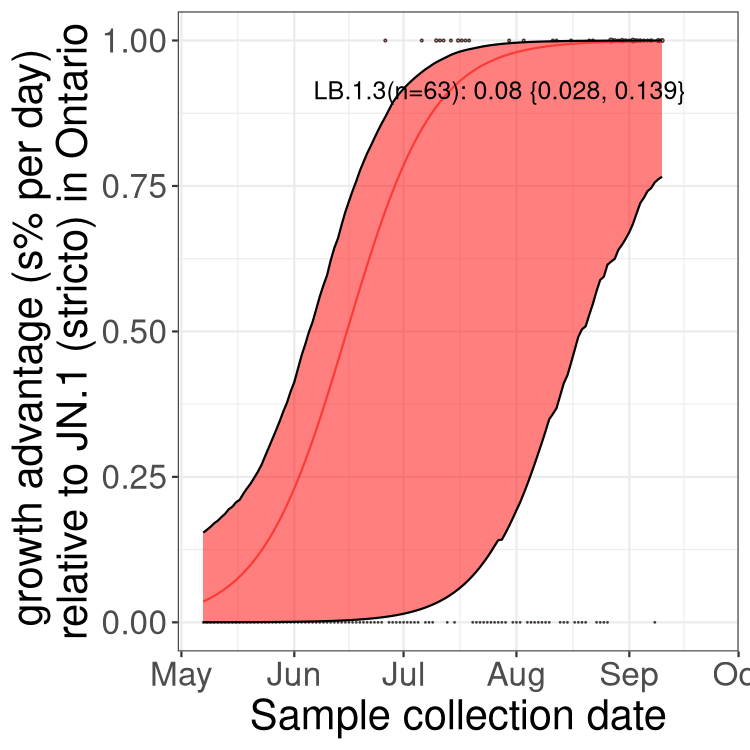 growth advantage (s% per day)
relative to JN.1 (stricto) in Ontario
1.00
0.75
0.50
0.25
0.00
LB.1.3(n=63): 0.08 {0.028, 0.139}
May Jun Jul Aug Sep Oc
Sample collection date